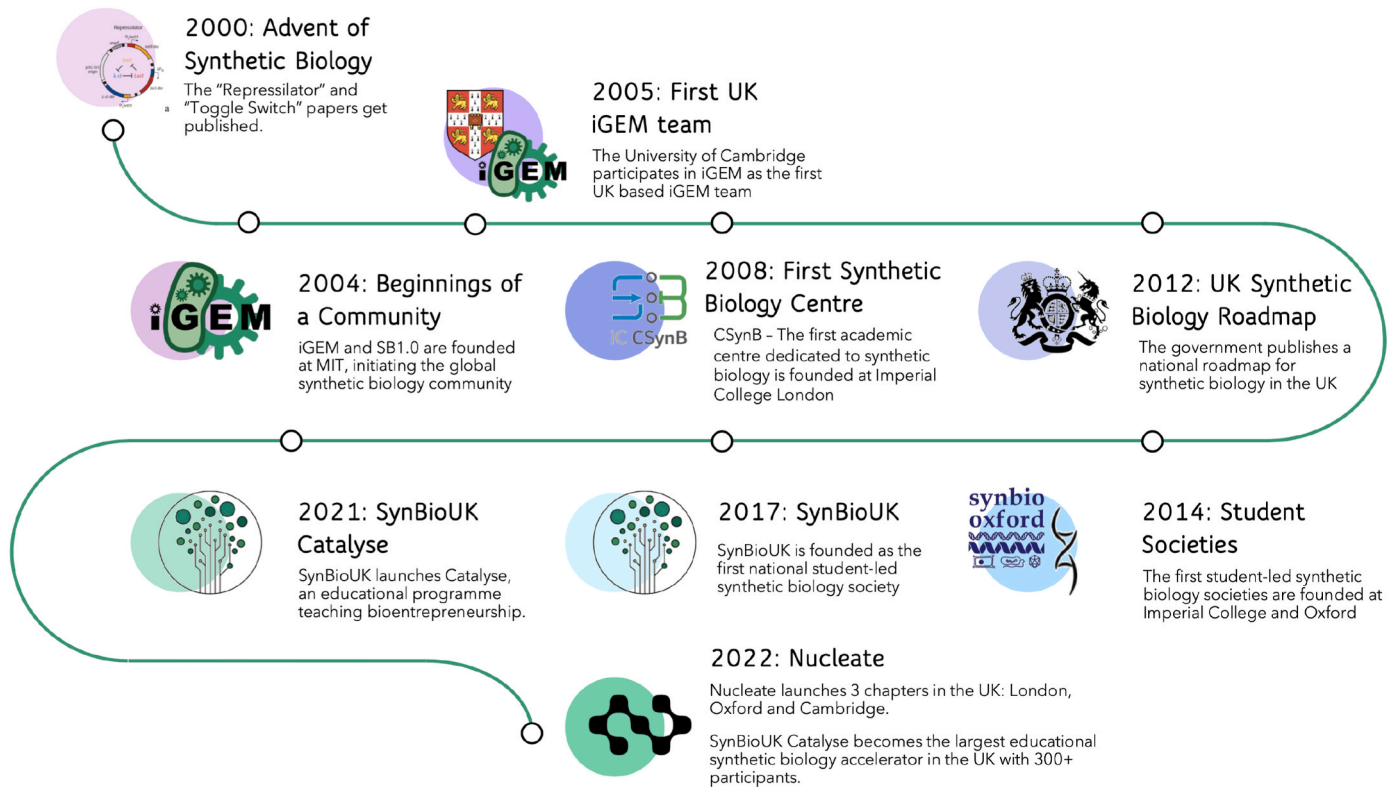 Repressilator
2000: Advent of
Synthetic Biology
The “Repressilator” and
“Toggle Switch” papers get
published.
a
2005: First UK
iGEM team
The University of Cambridge
participates in iGEM as the first
UK based iGEM team
iGEM
iGEM
2004: Beginnings of
a Community
iGEM and SB1.0 are founded
at MIT, initiating the global
synthetic biology community
IC CSynB
2008: First Synthetic
Biology Centre
CSynB – The first academic
centre dedicated to synthetic
biology is founded at Imperial
College London
2012: UK Synthetic
Biology Roadmap
The government publishes a
national roadmap for
synthetic biology in the UK
2021: SynBioUK
Catalyse
SynBioUK launches Catalyse,
an educational programme
teaching bioentrepreneurship.
2017: SynBioUK
SynBioUK is founded as the
first national student-led
synthetic biology society
synbio
oxford
2014: Student
Societies
The first student-led synthetic
biology societies are founded at
Imperial College and Oxford
2022: Nucleate
Nucleate launches 3 chapters in the UK: London,
Oxford and Cambridge.
SynBioUK Catalyse becomes the largest educational
synthetic biology accelerator in the UK with 300+
participants.